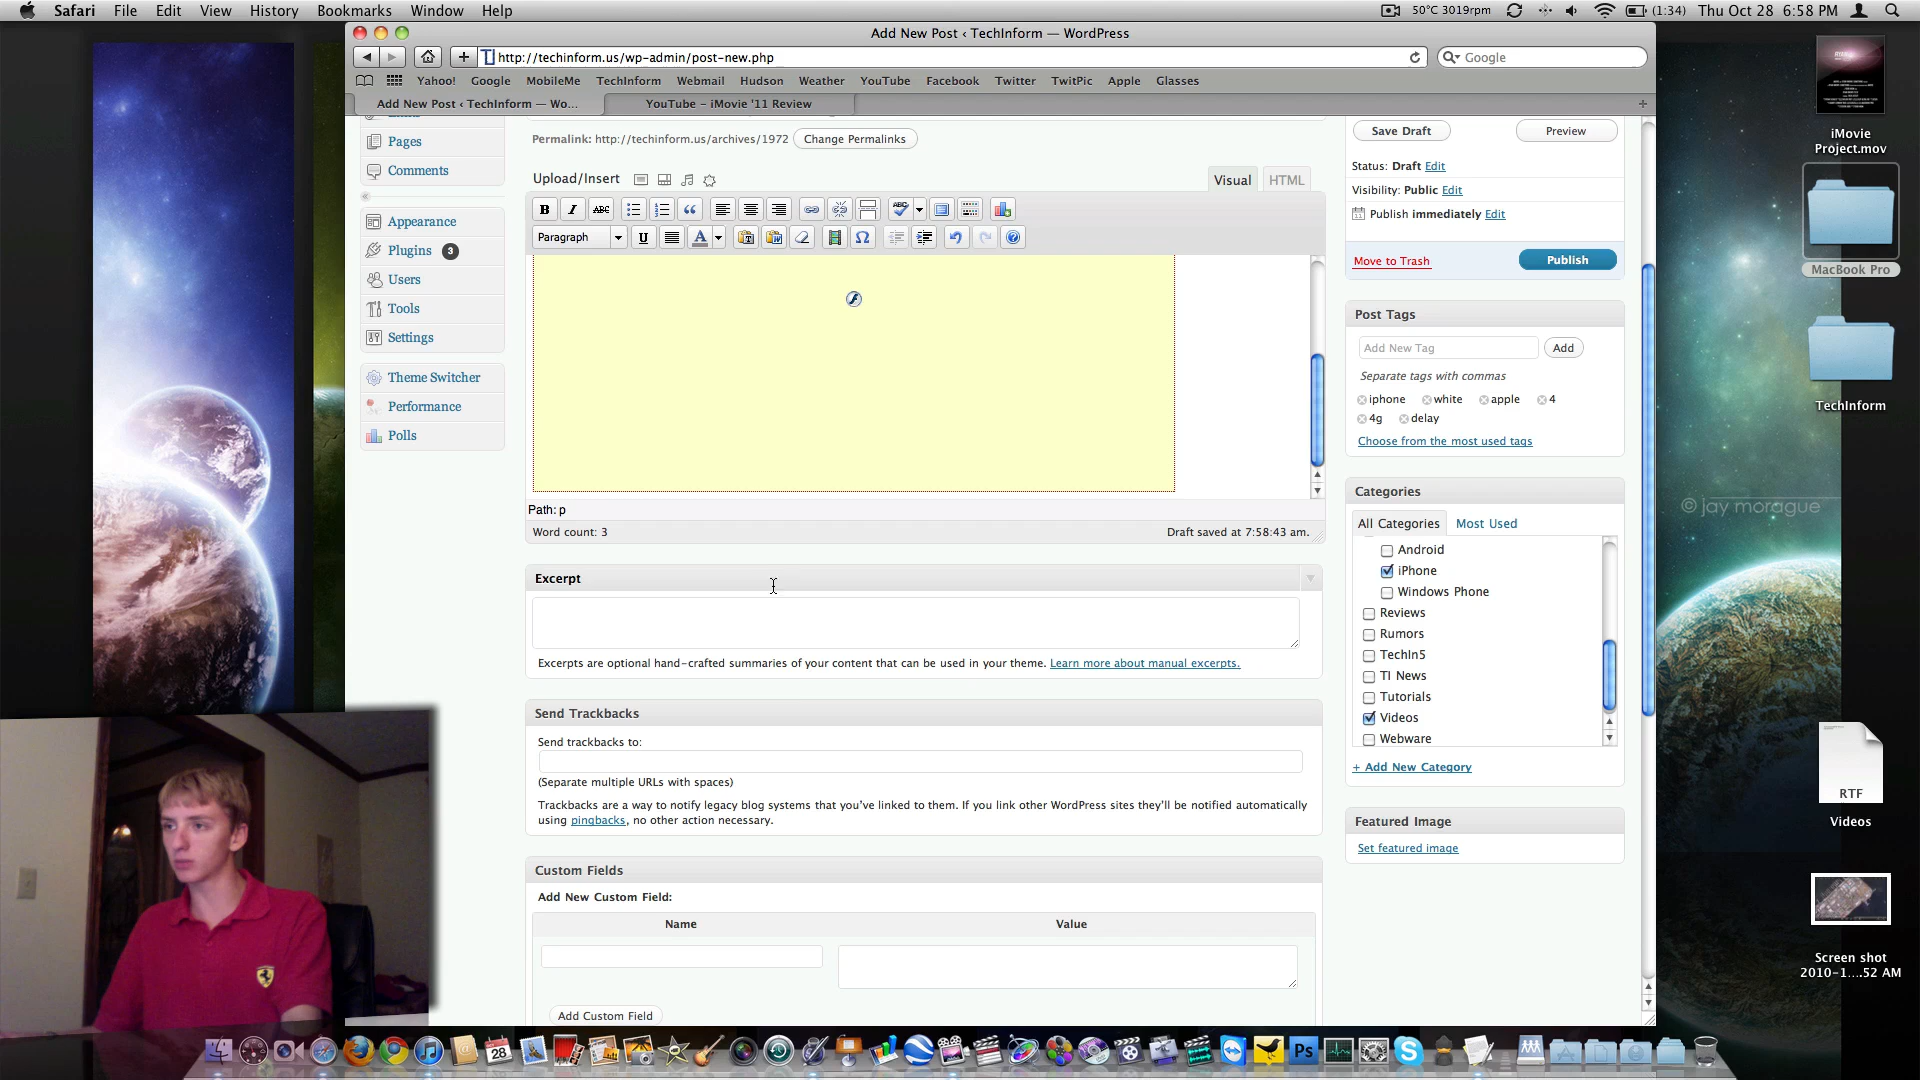 Safari File Edit View History Bookmarks Window Help
50°C 3019rpm (1:34) Thu Oct 28 6:58 PM
Add New Post ‹ TechInform — WordPress
http://techinform.us/wp-admin/post-new.php
Google
Yahoo! Google MobileMe TechInform Webmail Hudson Weather YouTube Facebook Twitter TwitPic Apple Glasses
Add New Post ‹ TechInform — Wo...
YouTube - iMovie '11 Review
Pages
Comments
Appearance
Plugins 3
Users
Tools
Settings
Theme Switcher
Performance
Polls
Permalink: http://techinform.us/archives/1972 Change Permalinks
Upload/Insert
Visual HTML
B I ABC
Paragraph U A
Path: p
Word count: 3
Draft saved at 7:58:43 am.
Excerpt
Excerpts are optional hand-crafted summaries of your content that can be used in your theme. Learn more about manual excerpts.
Send Trackbacks
Send trackbacks to:
(Separate multiple URLs with spaces)
Trackbacks are a way to notify legacy blog systems that you've linked to them. If you link other WordPress sites they'll be notified automatically
using pingbacks, no other action necessary.
Custom Fields
Add New Custom Field:
Name Value
Add Custom Field
Save Draft Preview
Status: Draft Edit
Visibility: Public Edit
Publish immediately Edit
Move to Trash Publish
Post Tags
Add New Tag Add
Separate tags with commas
iphone white apple 4
4g delay
Choose from the most used tags
Categories
All Categories Most Used
Android
iPhone
Windows Phone
Reviews
Rumors
TechIn5
TI News
Tutorials
Videos
Webware
+ Add New Category
Featured Image
Set featured image
iMovie
Project.mov
MacBook Pro
TechInform
© jay morague
RTF
Videos
Screen shot
2010-1....52 AM
28
Ps